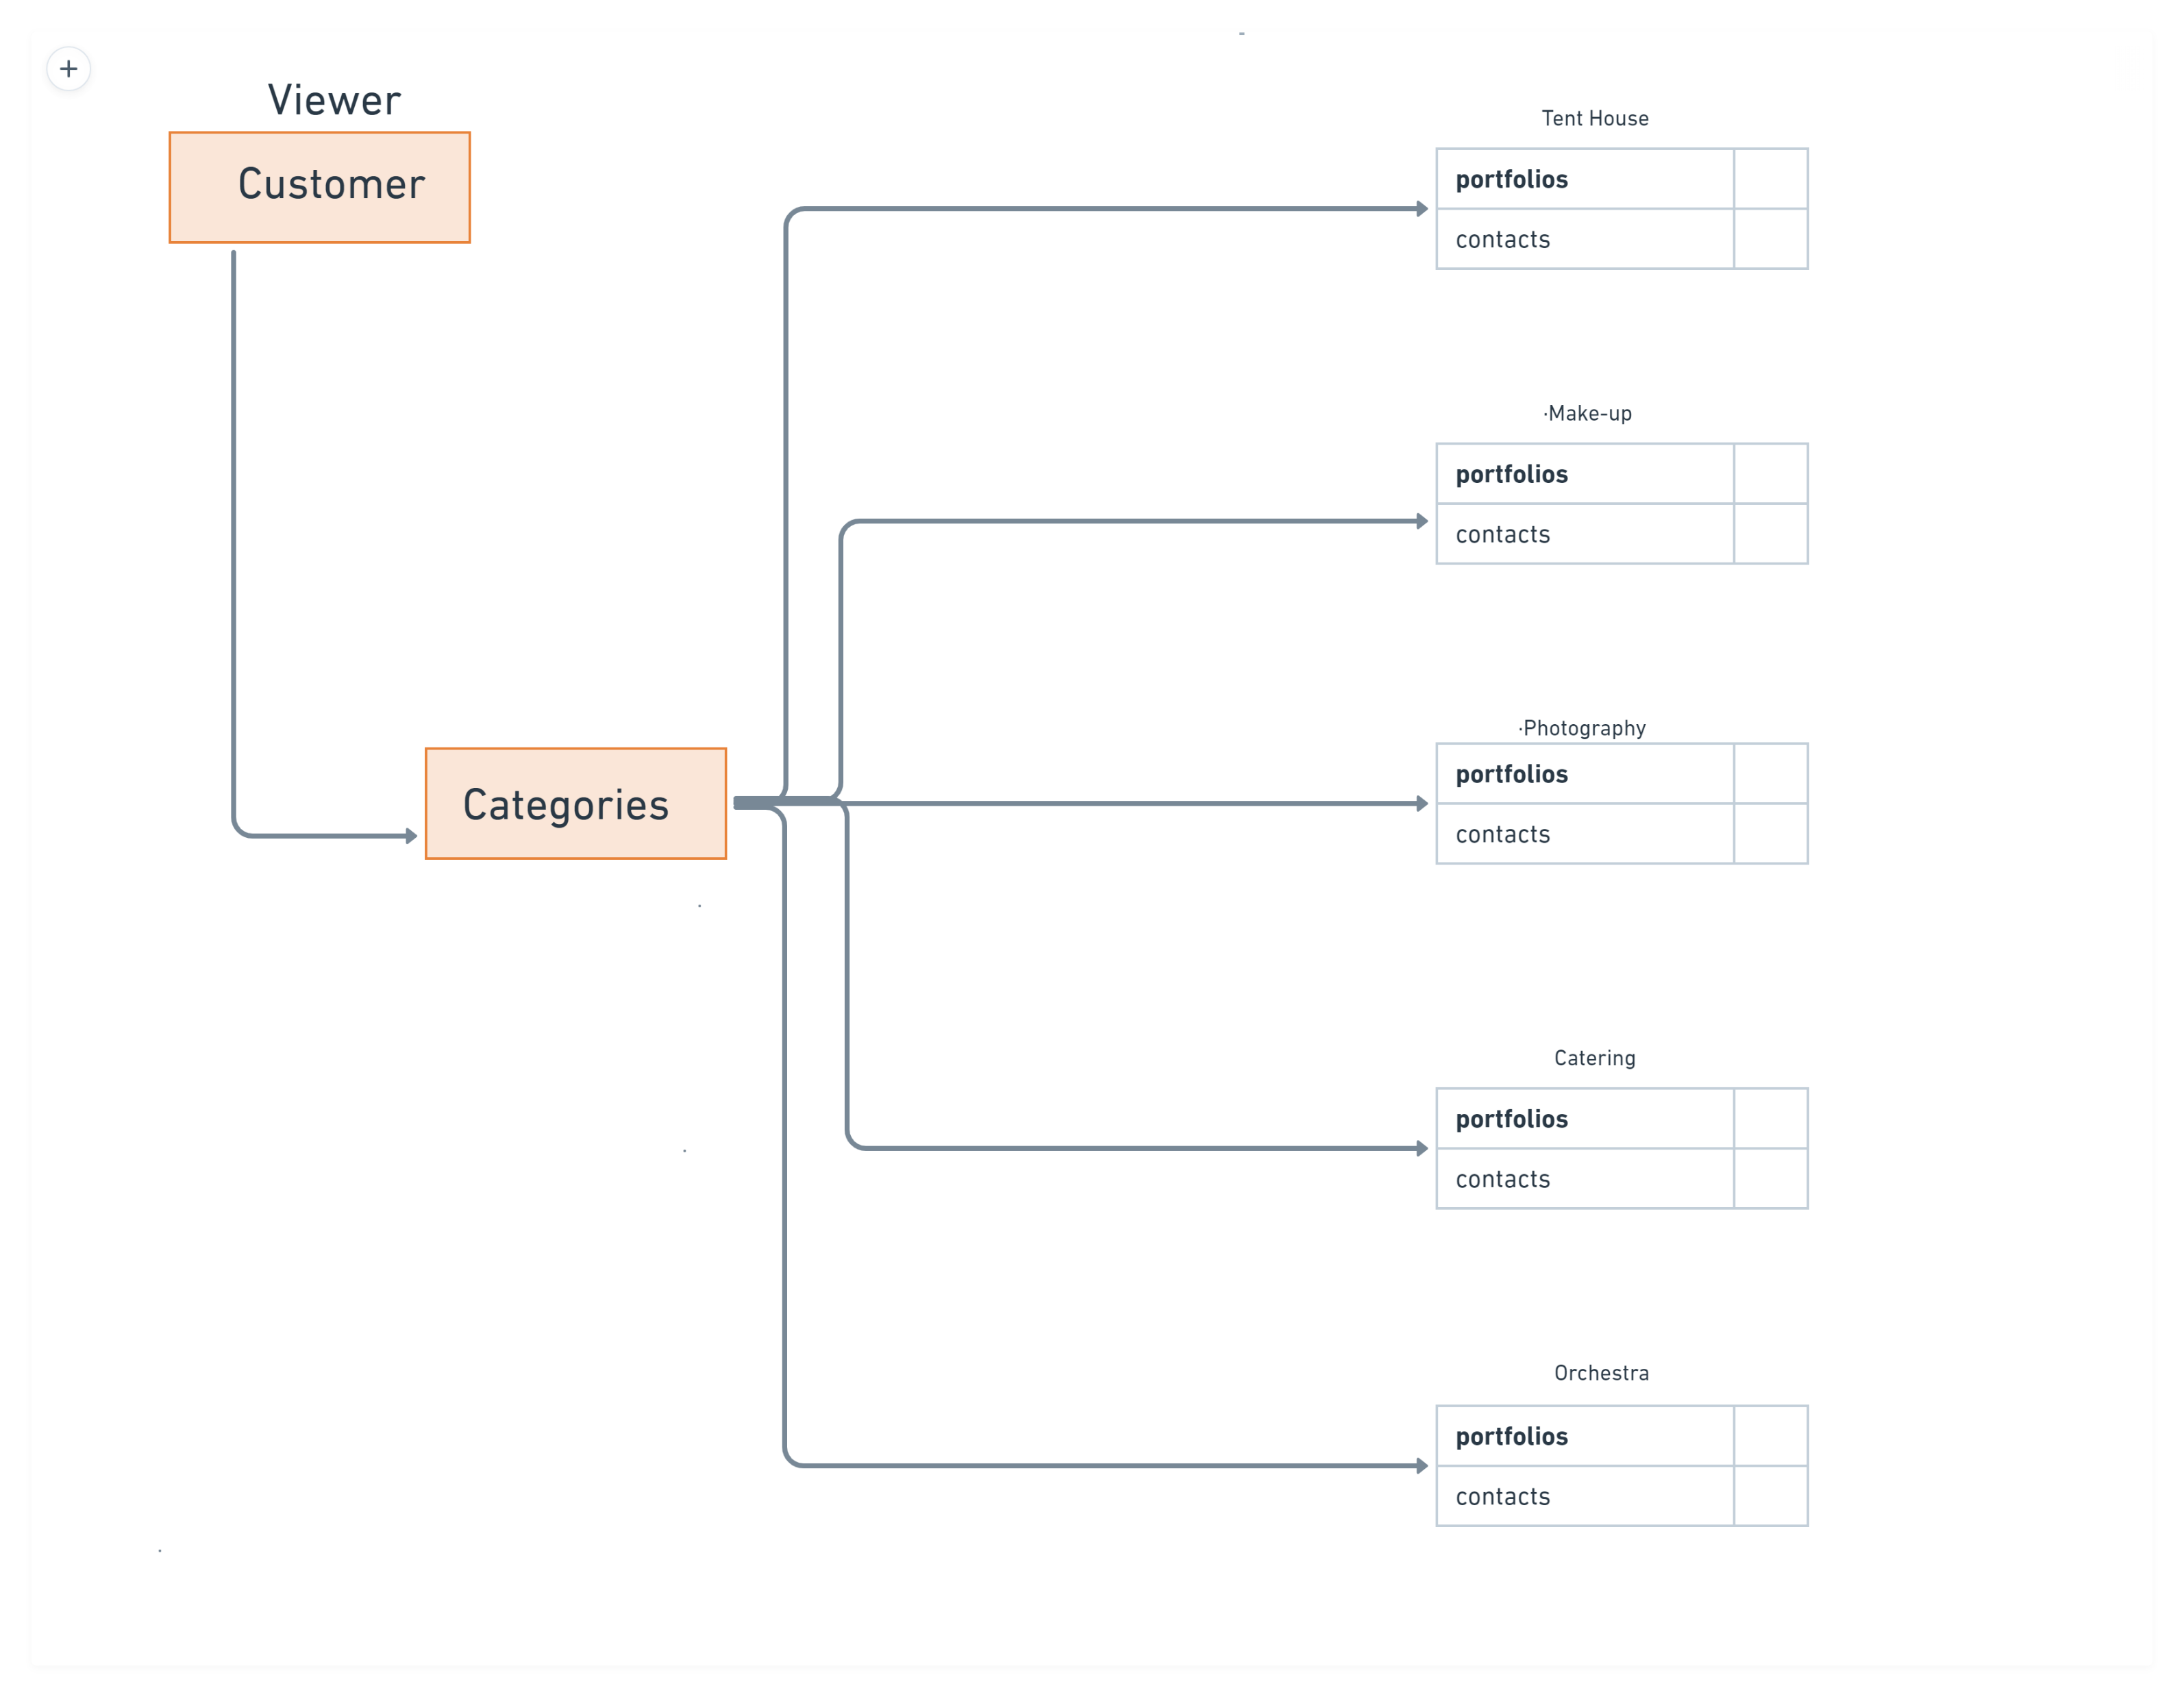 Viewer
Customer
Categories
Tent House
portfolios
contacts
·Make-up
portfolios
contacts
·Photography
portfolios
contacts
Catering
portfolios
contacts
Orchestra
portfolios
contacts